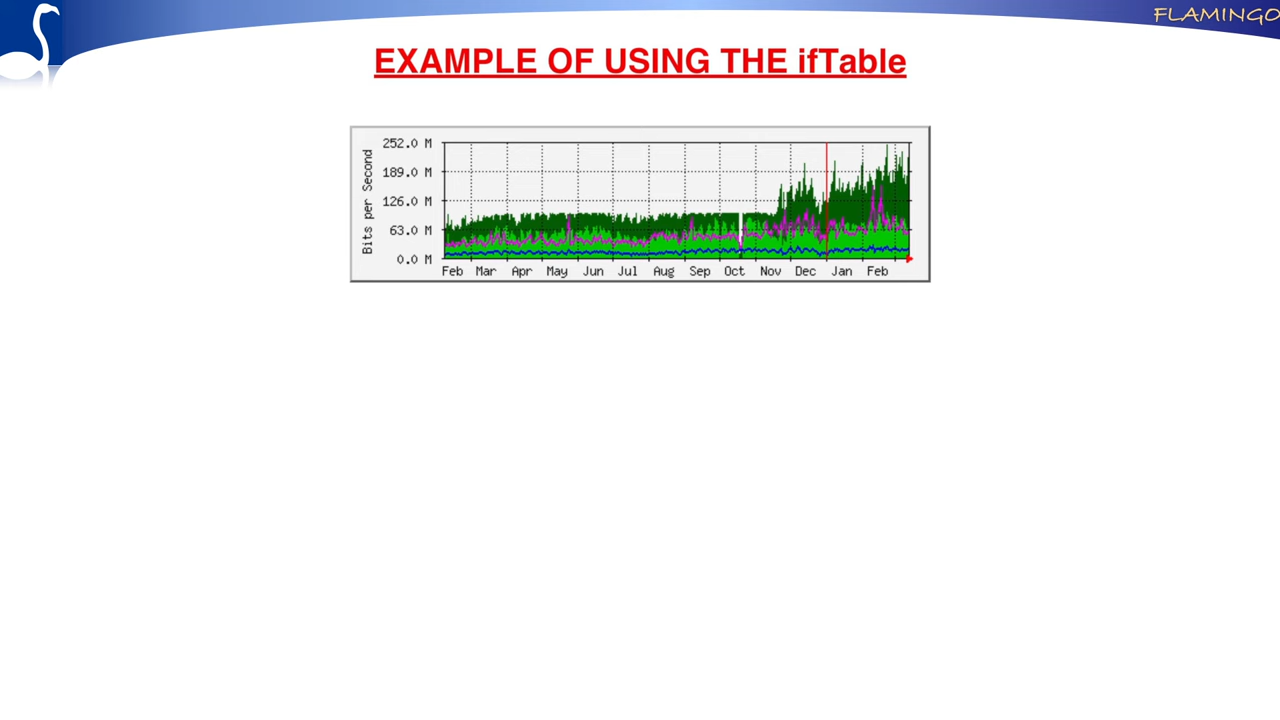 FLAMINGO
EXAMPLE OF USING THE ifTable
Bits per Second
252.0 M
189.0 M
126.0 M
63.0 M
0.0 M
Feb Mar Apr May Jun Jul Aug Sep Oct Nov Dec Jan Feb